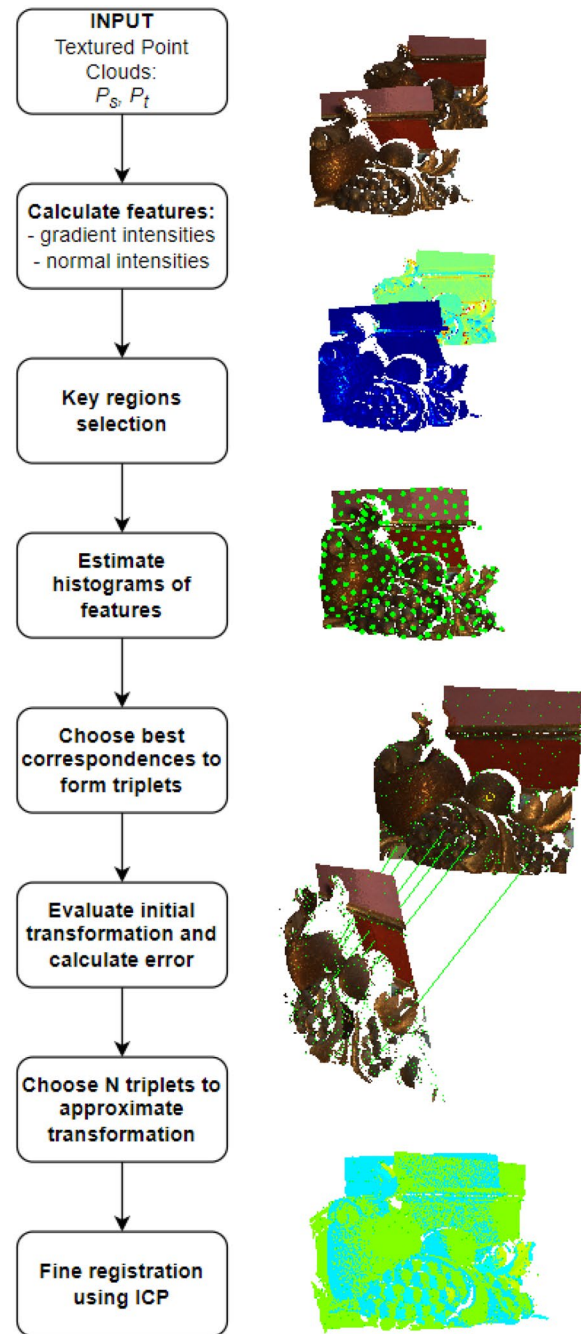 INPUT
Textured Point
Clouds:
Ps, Pt
Calculate features:
- gradient intensities
- normal intensities
Key regions
selection
Estimate
histograms of
features
Choose best
correspondences to
form triplets
Evaluate initial
transformation and
calculate error
Choose N triplets to
approximate
transformation
Fine registration
using ICP